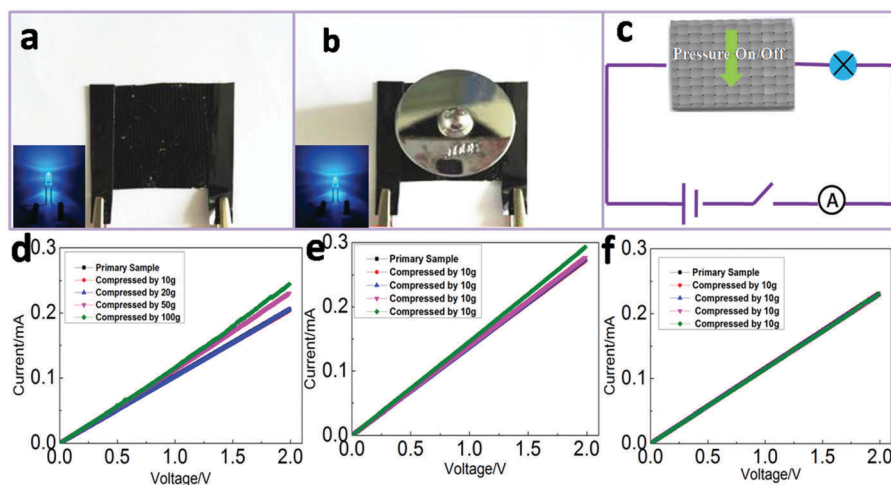 a
b
c
Pressure On/Off
A
d
0.3
0.2
0.1
0.0
Current/mA
Primary Sample
Compressed by 10g
Compressed by 20g
Compressed by 50g
Compressed by 100g
0.0 0.5 1.0 1.5 2.0
Voltage/V
e
0.3
0.2
0.1
0.0
Current/mA
Primary Sample
Compressed by 10g
Compressed by 10g
Compressed by 10g
Compressed by 10g
0.0 0.5 1.0 1.5 2.0
Voltage/V
f
0.3
0.2
0.1
0.0
Current/mA
Primary Sample
Compressed by 10g
Compressed by 10g
Compressed by 10g
Compressed by 10g
0.0 0.5 1.0 1.5 2.0
Voltage/V